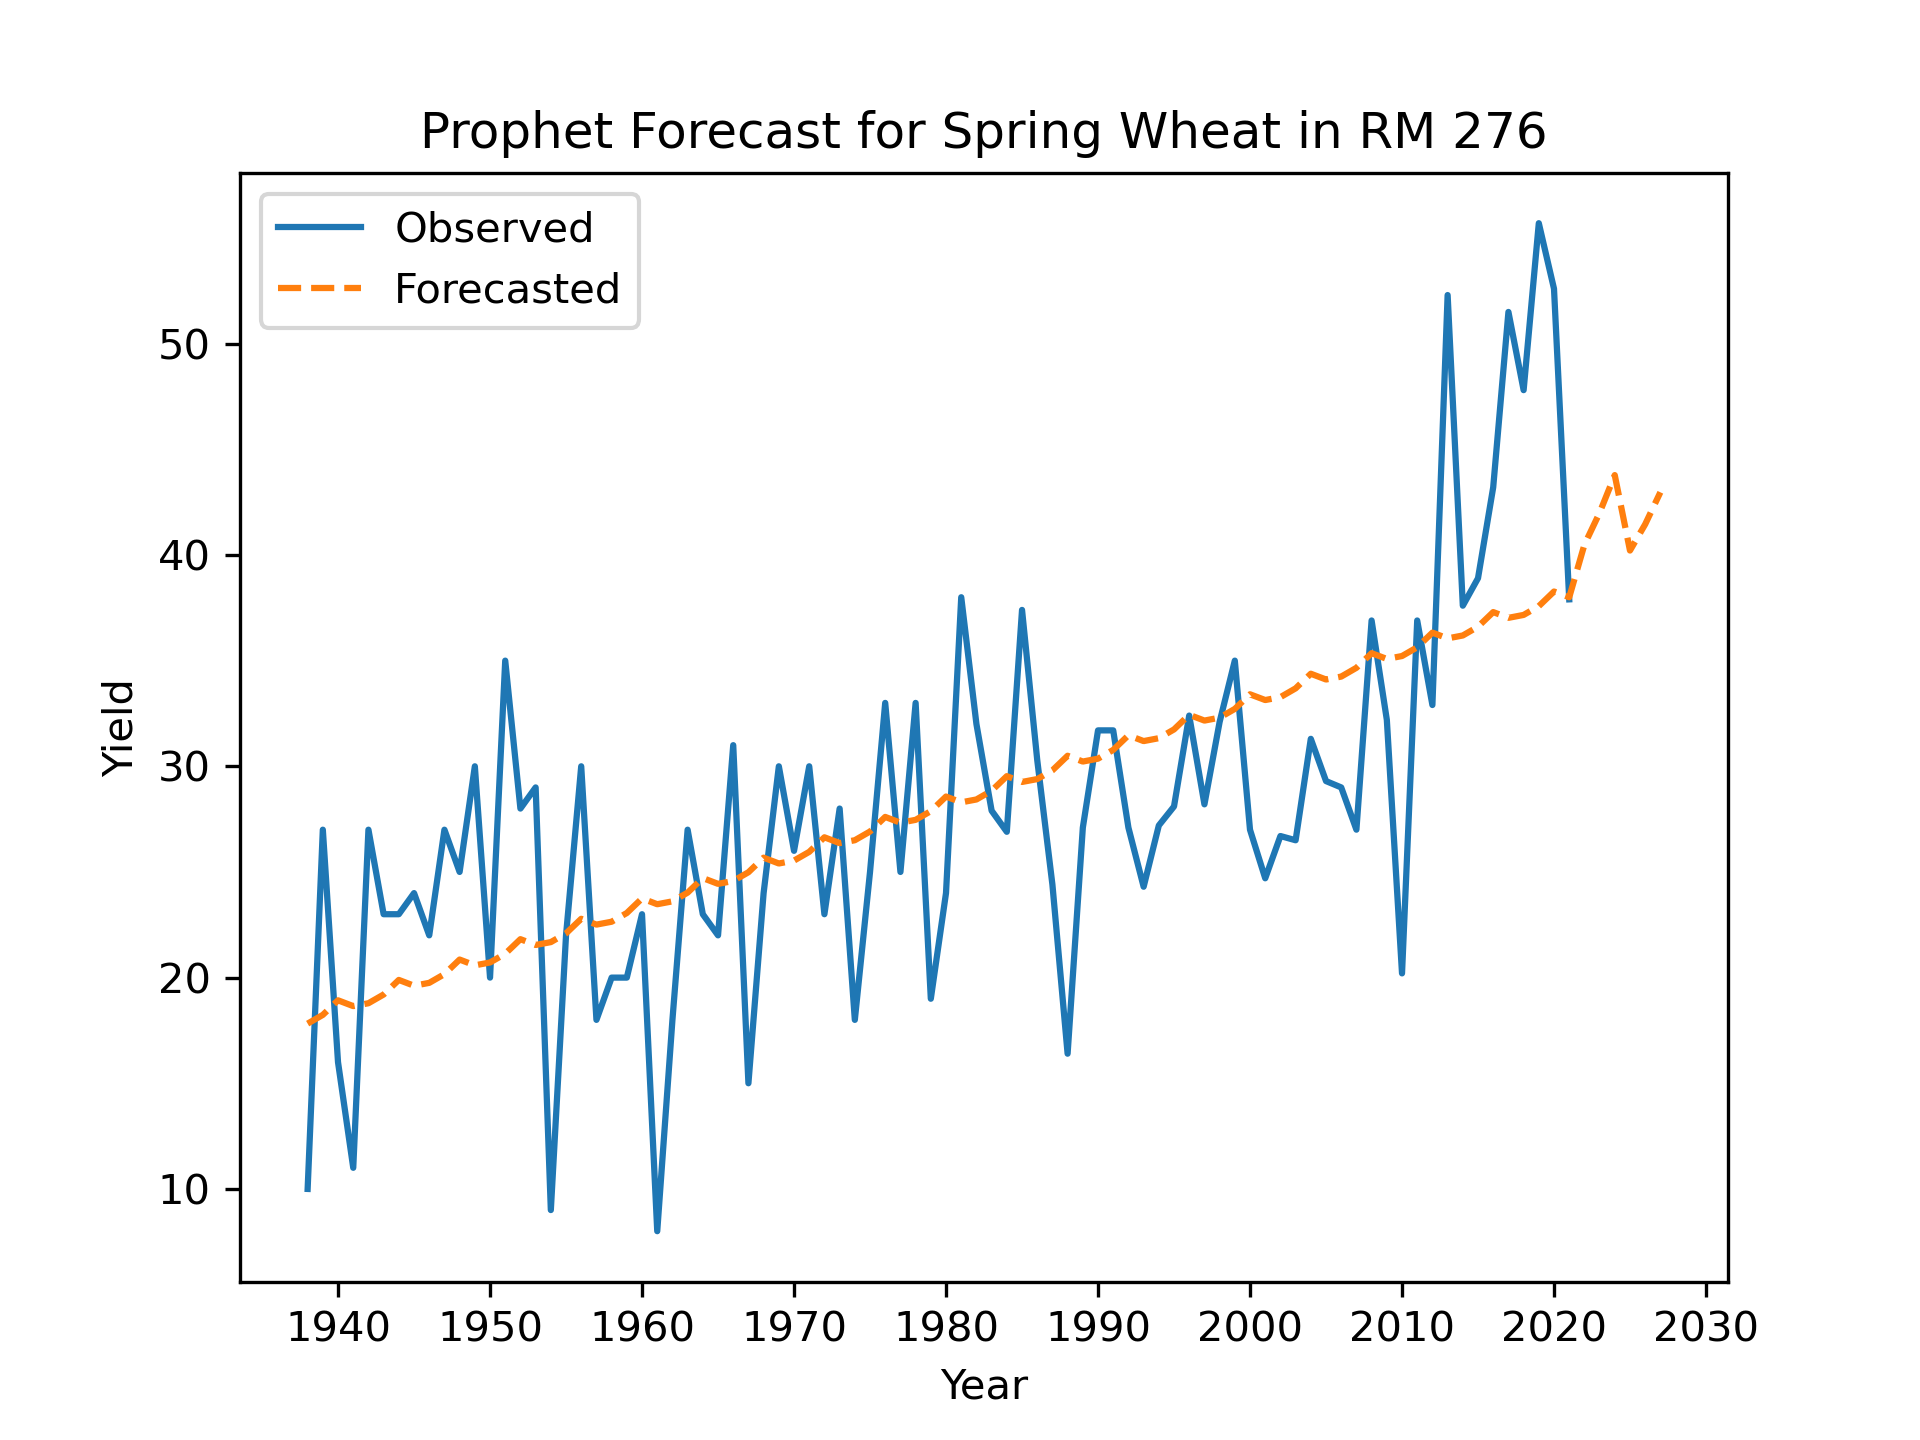 Prophet Forecast for Spring Wheat in RM 276
Observed
Forecasted
50
40
30
20
10
Yield
1940 1950 1960 1970 1980 1990 2000 2010 2020 2030
Year